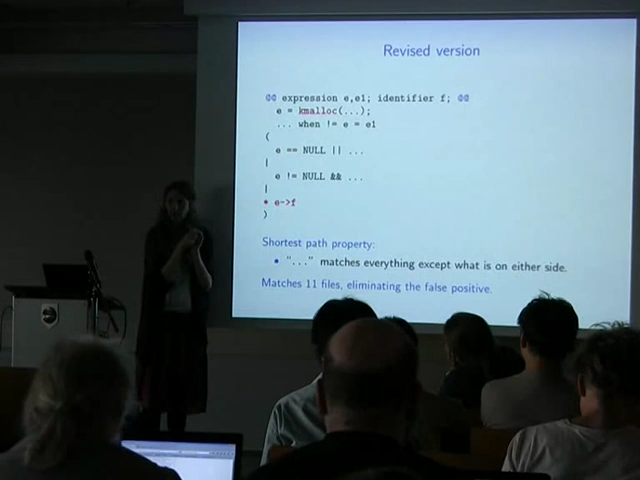 Revised version
@@ expression e,e1; identifier f; @@
e = kmalloc(...);
... when != e = e1
(
e == NULL || ...
|
e != NULL && ...
|
* e->f
)
Shortest path property:
• "..." matches everything except what is on either side.
Matches 11 files, eliminating the false positive.